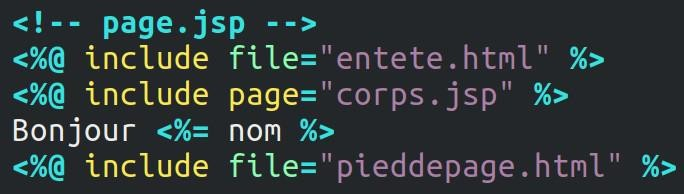 <!-- page.jsp -->
<%@ include file="entete.html" %>
<%@ include page="corps.jsp" %>
Bonjour <%= nom %>
<%@ include file="pieddepage.html" %>